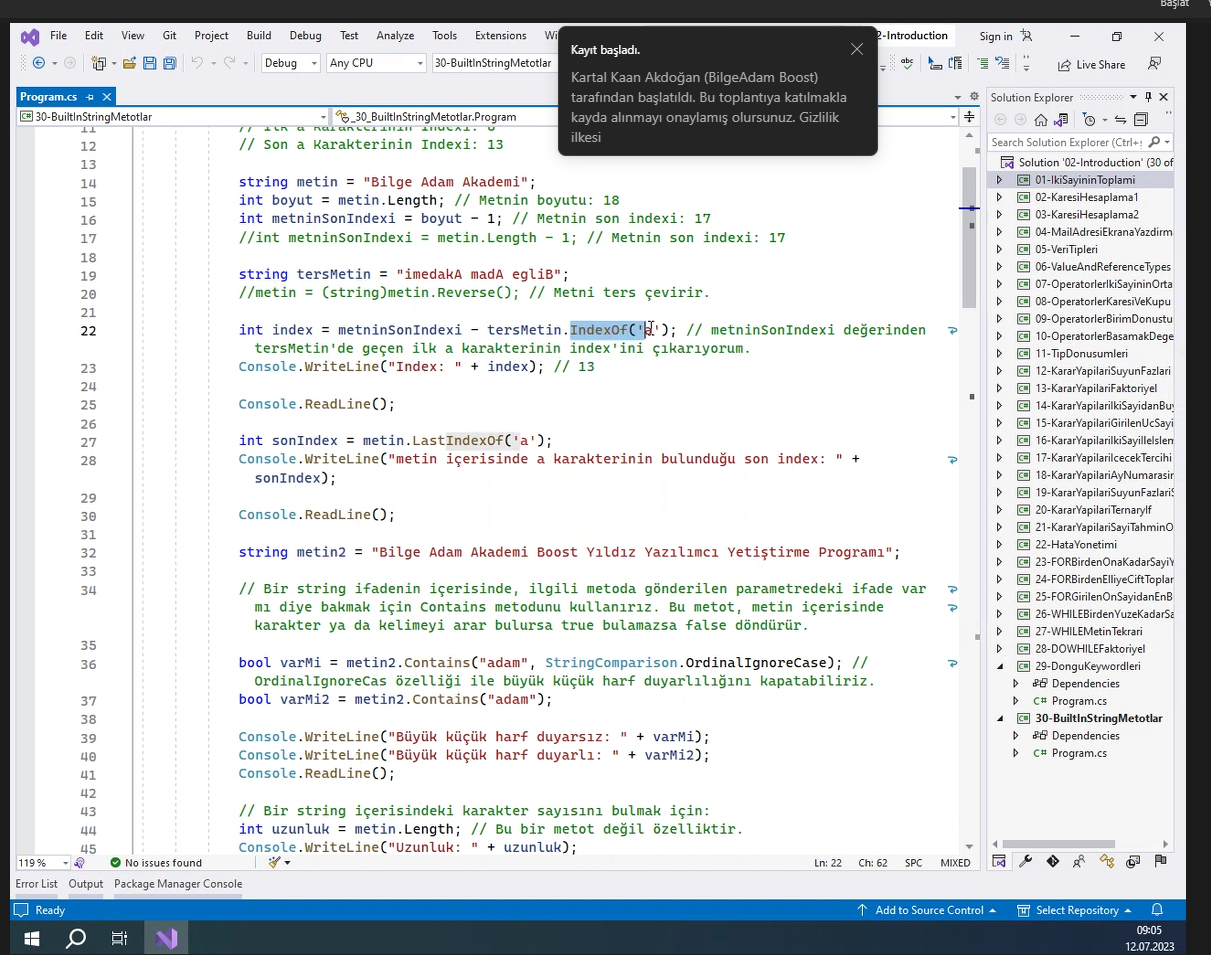 Başlat
File Edit View Git Project Build Debug Test Analyze Tools Extensions
2-Introduction
Sign in
Debug Any CPU 30-BuiltInStringMetotlar
Live Share
Kayıt başladı.
Kartal Kaan Akdoğan (BilgeAdam Boost)
tarafından başlatıldı. Bu toplantıya katılmakla
kayda alınmayı onaylamış olursunuz. Gizlilik
ilkesi
Program.cs
30-BuiltInStringMetotlar
_30_BuiltInStringMetotlar.Program
11 // İlk a Karakterinin Indexi: 6
12 // Son a Karakterinin Indexi: 13
13
14 string metin = "Bilge Adam Akademi";
15 int boyut = metin.Length; // Metnin boyutu: 18
16 int metninSonIndexi = boyut - 1; // Metnin son indexi: 17
17 //int metninSonIndexi = metin.Length - 1; // Metnin son indexi: 17
18
19 string tersMetin = "imedakA madA egliB";
20 //metin = (string)metin.Reverse(); // Metni ters çevirir.
21
22 int index = metninSonIndexi - tersMetin.IndexOf('a'); // metninSonIndexi değerinden
tersMetin'de geçen ilk a karakterinin index'ini çıkarıyorum.
23 Console.WriteLine("Index: " + index); // 13
24
25 Console.ReadLine();
26
27 int sonIndex = metin.LastIndexOf('a');
28 Console.WriteLine("metin içerisinde a karakterinin bulunduğu son index: " +
sonIndex);
29
30 Console.ReadLine();
31
32 string metin2 = "Bilge Adam Akademi Boost Yıldız Yazılımcı Yetiştirme Programı";
33
34 // Bir string ifadenin içerisinde, ilgili metoda gönderilen parametredeki ifade var
mı diye bakmak için Contains metodunu kullanırız. Bu metot, metin içerisinde
karakter ya da kelimeyi arar bulursa true bulamazsa false döndürür.
35
36 bool varMi = metin2.Contains("adam", StringComparison.OrdinalIgnoreCase); //
OrdinalIgnoreCas özelliği ile büyük küçük harf duyarlılığını kapatabiliriz.
37 bool varMi2 = metin2.Contains("adam");
38
39 Console.WriteLine("Büyük küçük harf duyarsız: " + varMi);
40 Console.WriteLine("Büyük küçük harf duyarlı: " + varMi2);
41 Console.ReadLine();
42
43 // Bir string içerisindeki karakter sayısını bulmak için:
44 int uzunluk = metin.Length; // Bu bir metot değil özelliktir.
45 Console.WriteLine("Uzunluk: " + uzunluk);
119 % No issues found Ln: 22 Ch: 62 SPC MIXED
Error List Output Package Manager Console
Solution Explorer
Search Solution Explorer (Ctrl+;
Solution '02-Introduction' (30 of
01-IkiSayininToplami
02-KaresiHesaplama1
03-KaresiHesaplama2
04-MailAdresiEkranaYazdirm
05-VeriTipleri
06-ValueAndReferenceTypes
07-OperatorlerIkiSayininOrta
08-OperatorlerKaresiVeKupu
09-OperatorlerBirimDonustu
10-OperatorlerBasamakDege
11-TipDonusumleri
12-KararYapilariSuyunFazlari
13-KararYapilariFaktoriyel
14-KararYapilariIkiSayidanBuy
15-KararYapilariGirilenUcSayi
16-KararYapilariIkiSayiIleIslem
17-KararYapilariIcecekTercihi
18-KararYapilariAyNumarasir
19-KararYapilariSuyunFazlariS
20-KararYapilariTernaryIf
21-KararYapilariSayiTahminO
22-HataYonetimi
23-FORBirdenOnaKadarSayiY
24-FORBirdenElliyeCiftToplar
25-FORGirilenOnSayidanEnB
26-WHILEBirdenYuzeKadarSa
27-WHILEMetinTekrari
28-DOWHILEFaktoriyel
29-DonguKeywordleri
Dependencies
C# Program.cs
30-BuiltInStringMetotlar
Dependencies
C# Program.cs
Ready
Add to Source Control
Select Repository
09:05
12.07.2023